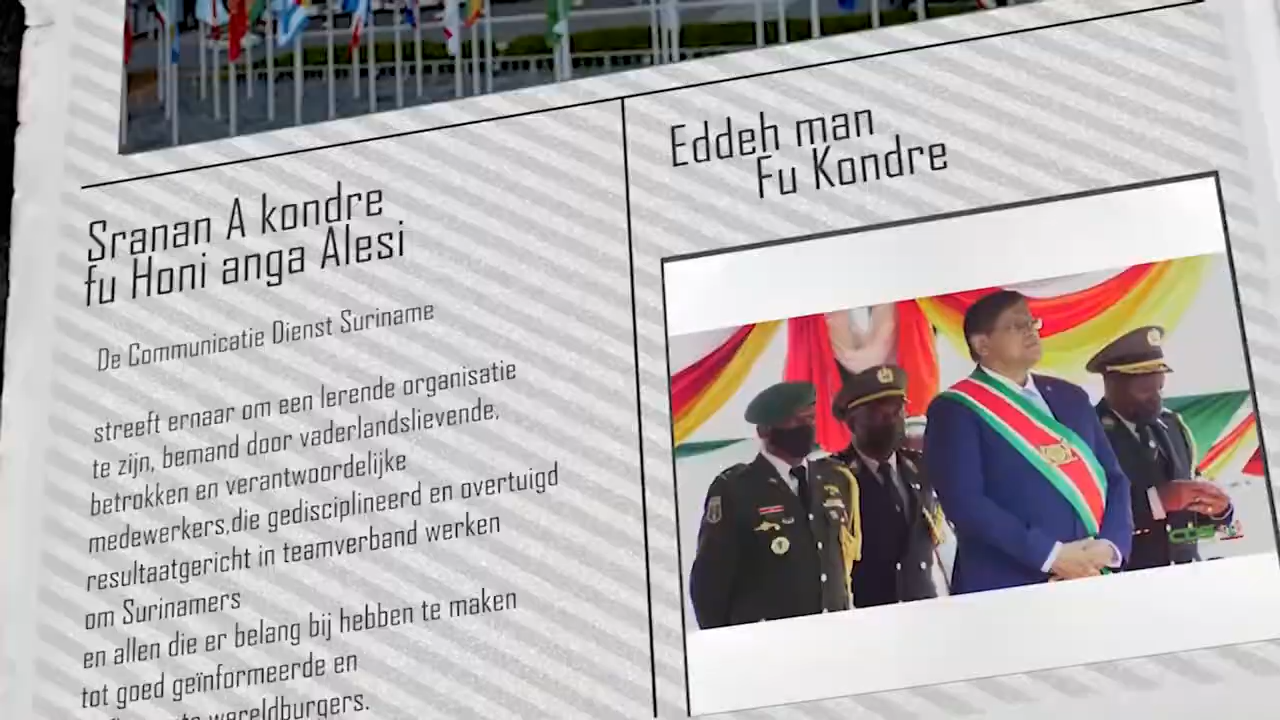 Sranan A kondre
fu Honi anga Alesi
De Communicatie Dienst Suriname
streeft ernaar om een lerende organisatie
te zijn, bemand door vaderlandslievende,
betrokken en verantwoordelijke
medewerkers,die gedisciplineerd en overtuigd
resultaatgericht in teamverband werken
om Surinamers
en allen die er belang bij hebben te maken
tot goed geïnformeerde en
wereldburgers.
Eddeh man
Fu Kondre